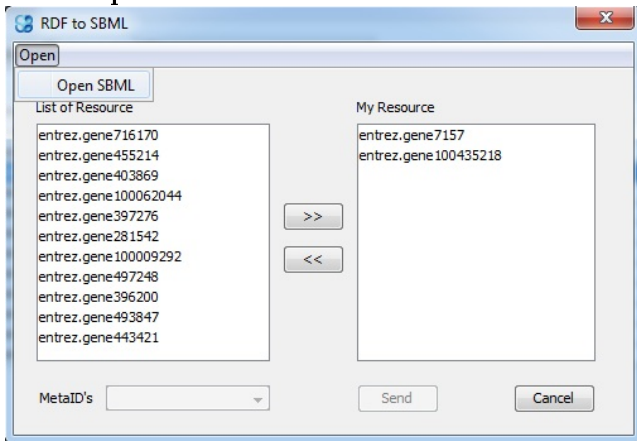 RDF to SBML
Open
Open SBML
List of Resource
My Resource
entrez.gene716170
entrez.gene455214
entrez.gene403869
entrez.gene100062044
entrez.gene397276
entrez.gene281542
entrez.gene100009292
entrez.gene497248
entrez.gene396200
entrez.gene493847
entrez.gene443421
>>
<<
entrez.gene7157
entrez.gene100435218
MetaID's
Send
Cancel